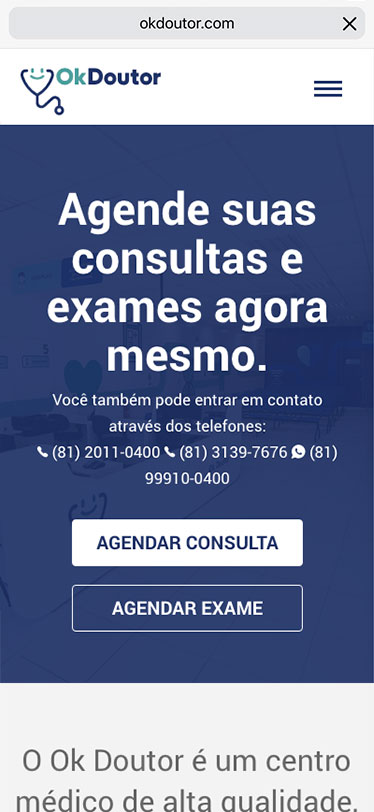 okdoutor.com
OkDoutor
Agende suas
consultas e
exames agora
mesmo.
Você também pode entrar em contato
através dos telefones:
(81) 2011-0400 (81) 3139-7676 (81)
99910-0400
AGENDAR CONSULTA
AGENDAR EXAME
O Ok Doutor é um centro
médico de alta qualidade,